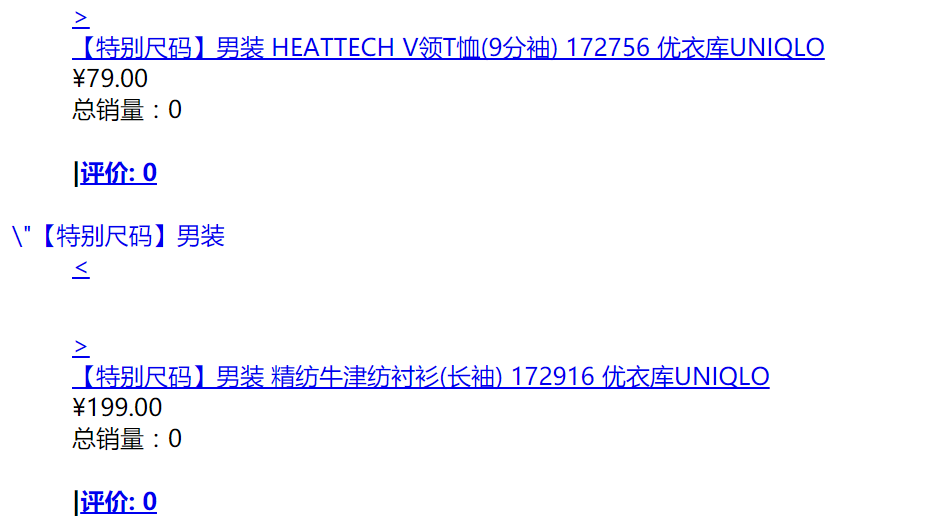 >
【特别尺码】男装 HEATTECH V领T恤(9分袖) 172756 优衣库UNIQLO
¥79.00
总销量：0
|评价: 0
\"【特别尺码】男装
<
>
【特别尺码】男装 精纺牛津纺衬衫(长袖) 172916 优衣库UNIQLO
¥199.00
总销量：0
|评价: 0